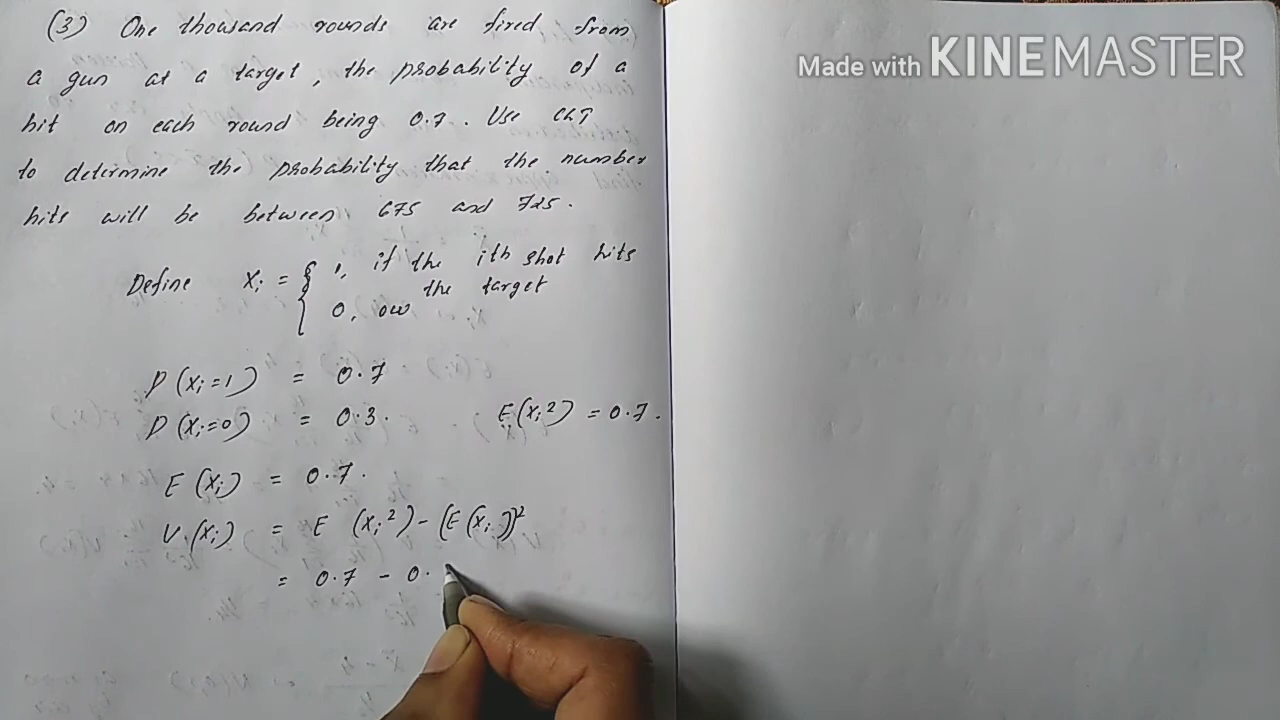 (3) One thousand rounds are fired from
a gun at a target, the probability of a
hit on each round being 0.7. Use CLT
to determine the probability that the number
hits will be between 675 and 725.
Define Xi = { 1, if the ith shot hits
the target
0, ow
P(Xi=1) = 0.7
P(Xi=0) = 0.3.
E(Xi²) = 0.7.
E(Xi) = 0.7.
V(Xi) = E(Xi²) - (E(Xi))²
= 0.7 - 0.
Made with KINEMASTER